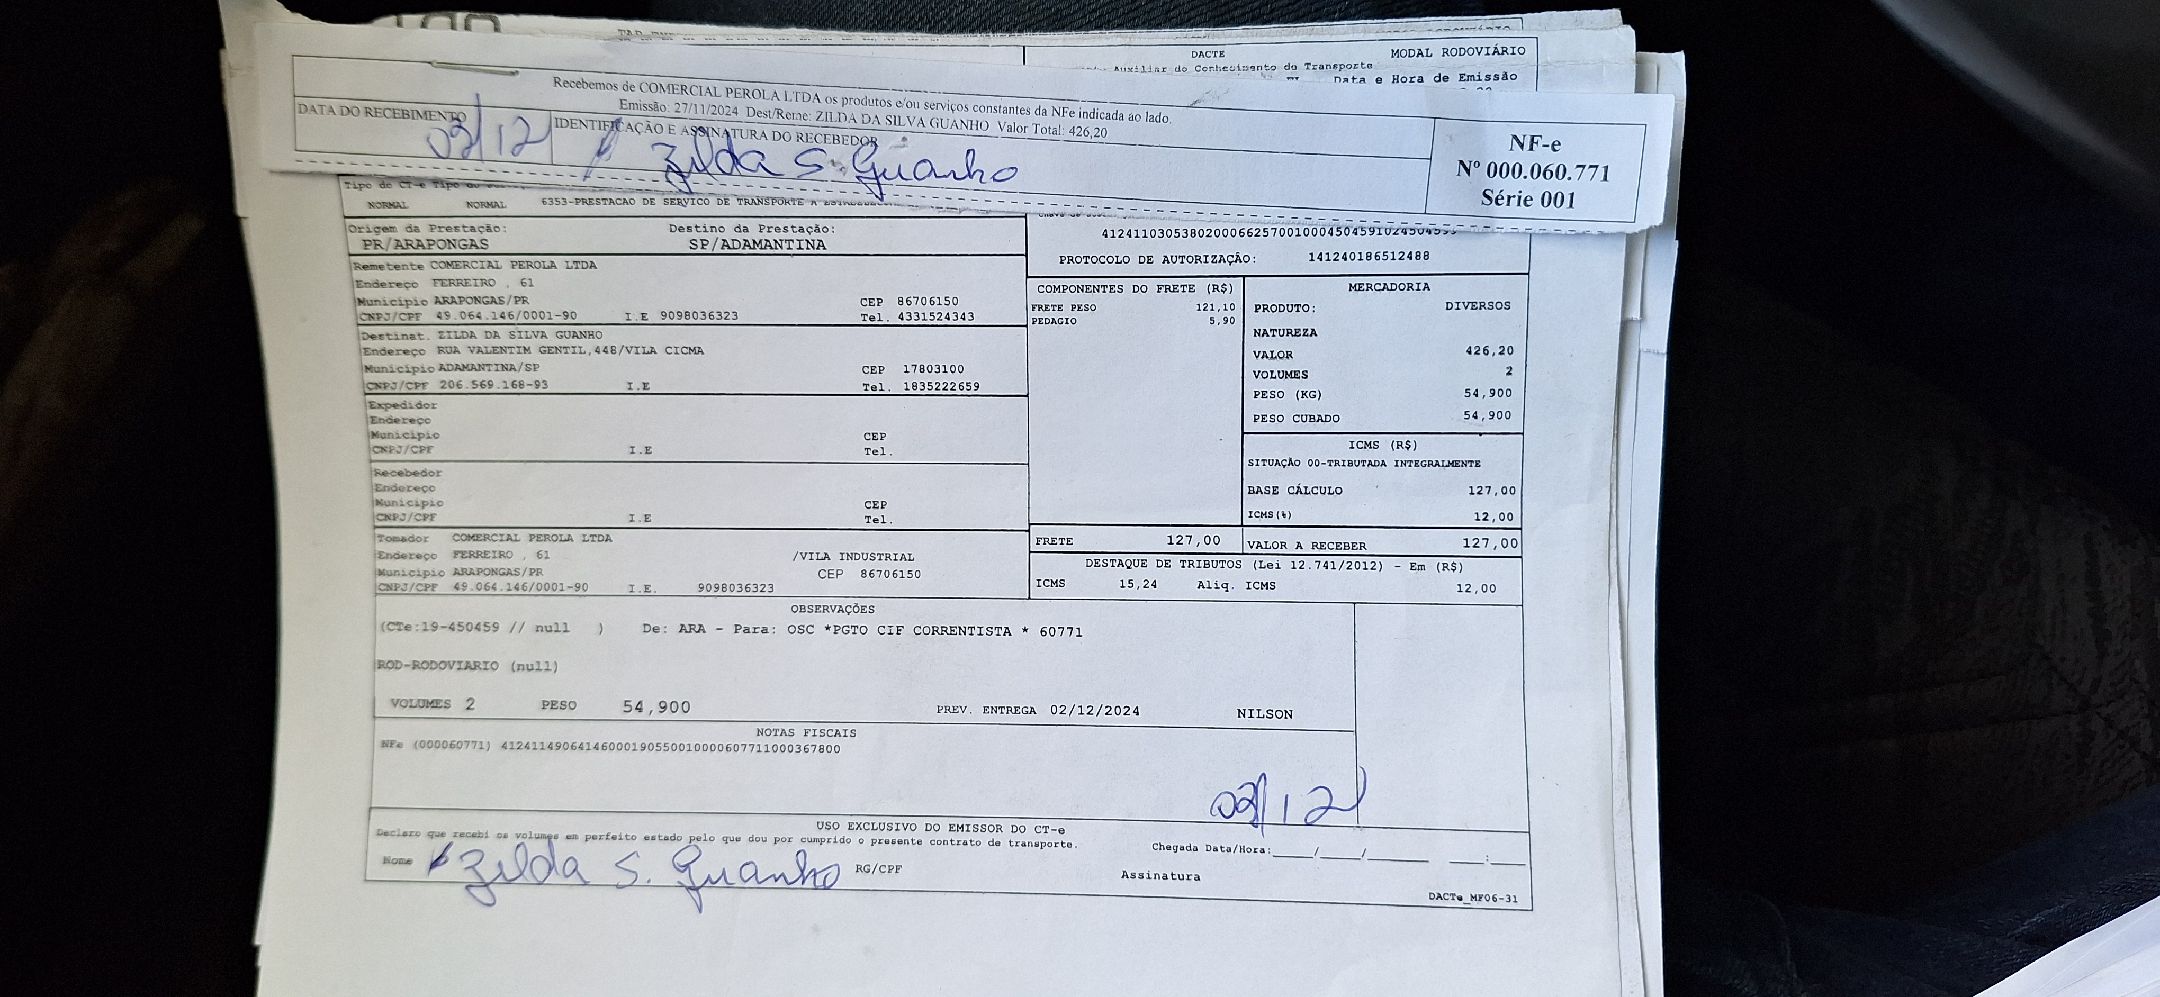 DACTE
MODAL RODOVIÁRIO
Auxiliar do Conhecimento de Transporte
Data e Hora de Emissão
Recebemos de COMERCIAL PEROLA LTDA os produtos e/ou serviços constantes da NFe indicada ao lado.
Emissão: 27/11/2024 Dest/Reme: ZILDA DA SILVA GUANHO Valor Total: 426,20
DATA DO RECEBIMENTO
IDENTIFICAÇÃO E ASSINATURA DO RECEBEDOR
Zilda S. Guanho
NF-e
Nº 000.060.771
Série 001
Tipo do CT-e Tipo
NORMAL NORMAL 6353-PRESTACAO DE SERVICO DE TRANSPORTE A
Origem da Prestação: Destino da Prestação:
PR/ARAPONGAS SP/ADAMANTINA
PROTOCOLO DE AUTORIZAÇÃO: 141240186512488
Remetente COMERCIAL PEROLA LTDA
Endereço FERREIRO , 61
Município ARAPONGAS/PR CEP 86706150
CNPJ/CPF 49.064.146/0001-90 I.E 9098036323 Tel. 4331524343
Destinat. ZILDA DA SILVA GUANHO
Endereço RUA VALENTIM GENTIL,448/VILA CICMA
Município ADAMANTINA/SP CEP 17803100
CNPJ/CPF 206.569.168-93 I.E Tel. 1835222659
Expedidor
Endereço
Município CEP
CNPJ/CPF I.E Tel.
Recebedor
Endereço
Município CEP
CNPJ/CPF I.E Tel.
Tomador COMERCIAL PEROLA LTDA
Endereço FERREIRO , 61 /VILA INDUSTRIAL
Município ARAPONGAS/PR CEP 86706150
CNPJ/CPF 49.064.146/0001-90 I.E. 9098036323
COMPONENTES DO FRETE (R$)
FRETE PESO 121,10
PEDAGIO 5,90
MERCADORIA
PRODUTO: DIVERSOS
NATUREZA
VALOR 426,20
VOLUMES 2
PESO (KG) 54,900
PESO CUBADO 54,900
ICMS (R$)
SITUAÇÃO 00-TRIBUTADA INTEGRALMENTE
BASE CÁLCULO 127,00
ICMS(%) 12,00
FRETE 127,00 VALOR A RECEBER 127,00
DESTAQUE DE TRIBUTOS (Lei 12.741/2012) - Em (R$)
ICMS 15,24 Aliq. ICMS 12,00
OBSERVAÇÕES
(CTe:19-450459 // null ) De: ARA - Para: OSC *PGTO CIF CORRENTISTA * 60771
ROD-RODOVIARIO (null)
VOLUMES 2 PESO 54,900 PREV. ENTREGA 02/12/2024 NILSON
NOTAS FISCAIS
NFe (000060771) 41241149064146000190550010000607711000367800
USO EXCLUSIVO DO EMISSOR DO CT-e
Declaro que recebi os volumes em perfeito estado pelo que dou por cumprido o presente contrato de transporte.
Chegada Data/Hora:____/____/______ ____:____
Nome Zilda S. Guanho RG/CPF Assinatura
DACTe_MF06-31